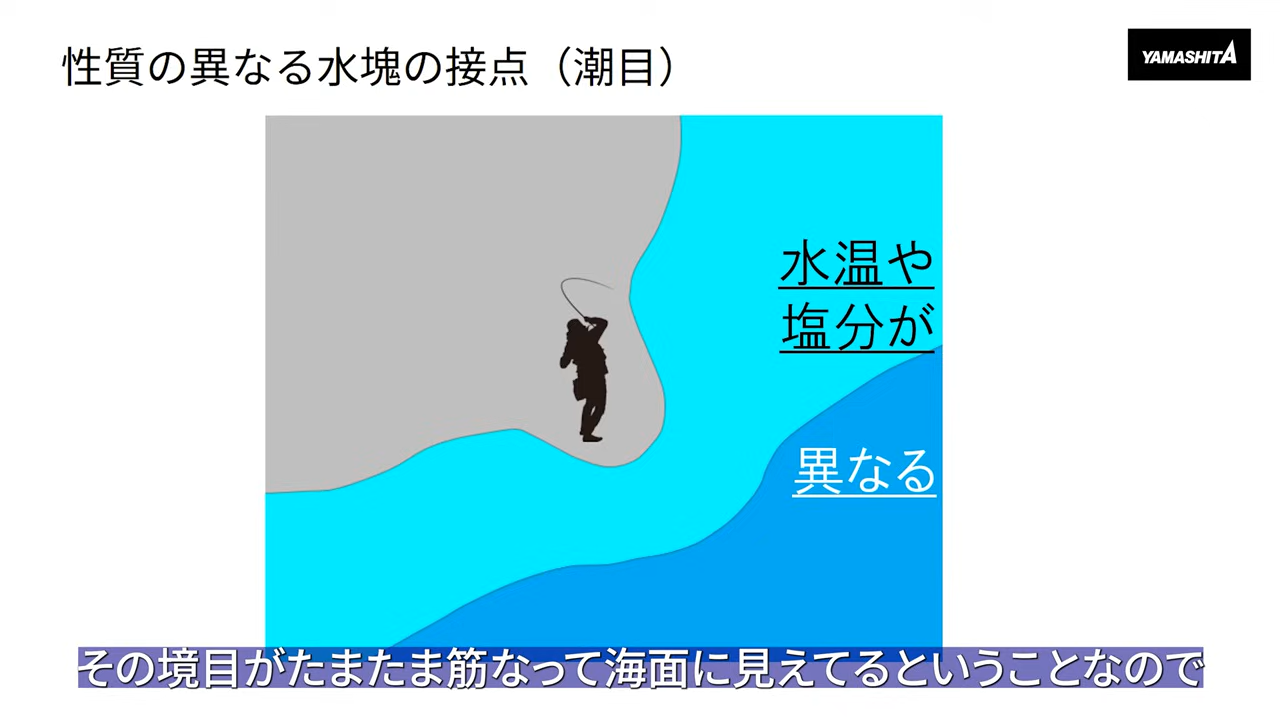 性質の異なる水塊の接点（潮目）
YAMASHITA
水温や
塩分が
異なる
その境目がたまたま筋なって海面に見えてるということなので